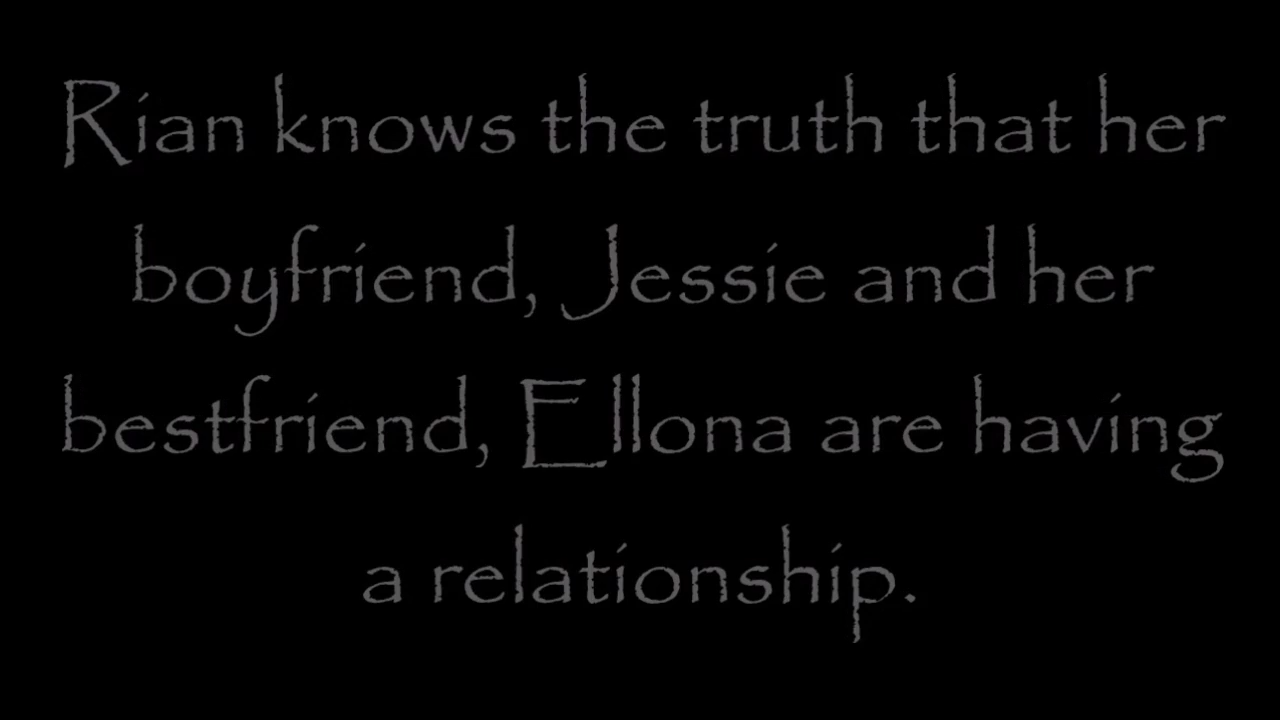 Rian knows the truth that her
boyfriend, Jessie and her
bestfriend, Ellona are having
a relationship.